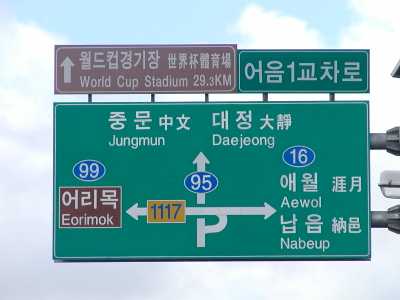 월드컵경기장 世界杯體育場
World Cup Stadium 29.3KM
어음1교차로
중문 中文
Jungmun
대정 大靜
Daejeong
99
95
16
어리목
Eorimok
1117
애월 涯月
Aewol
납읍 納邑
Nabeup